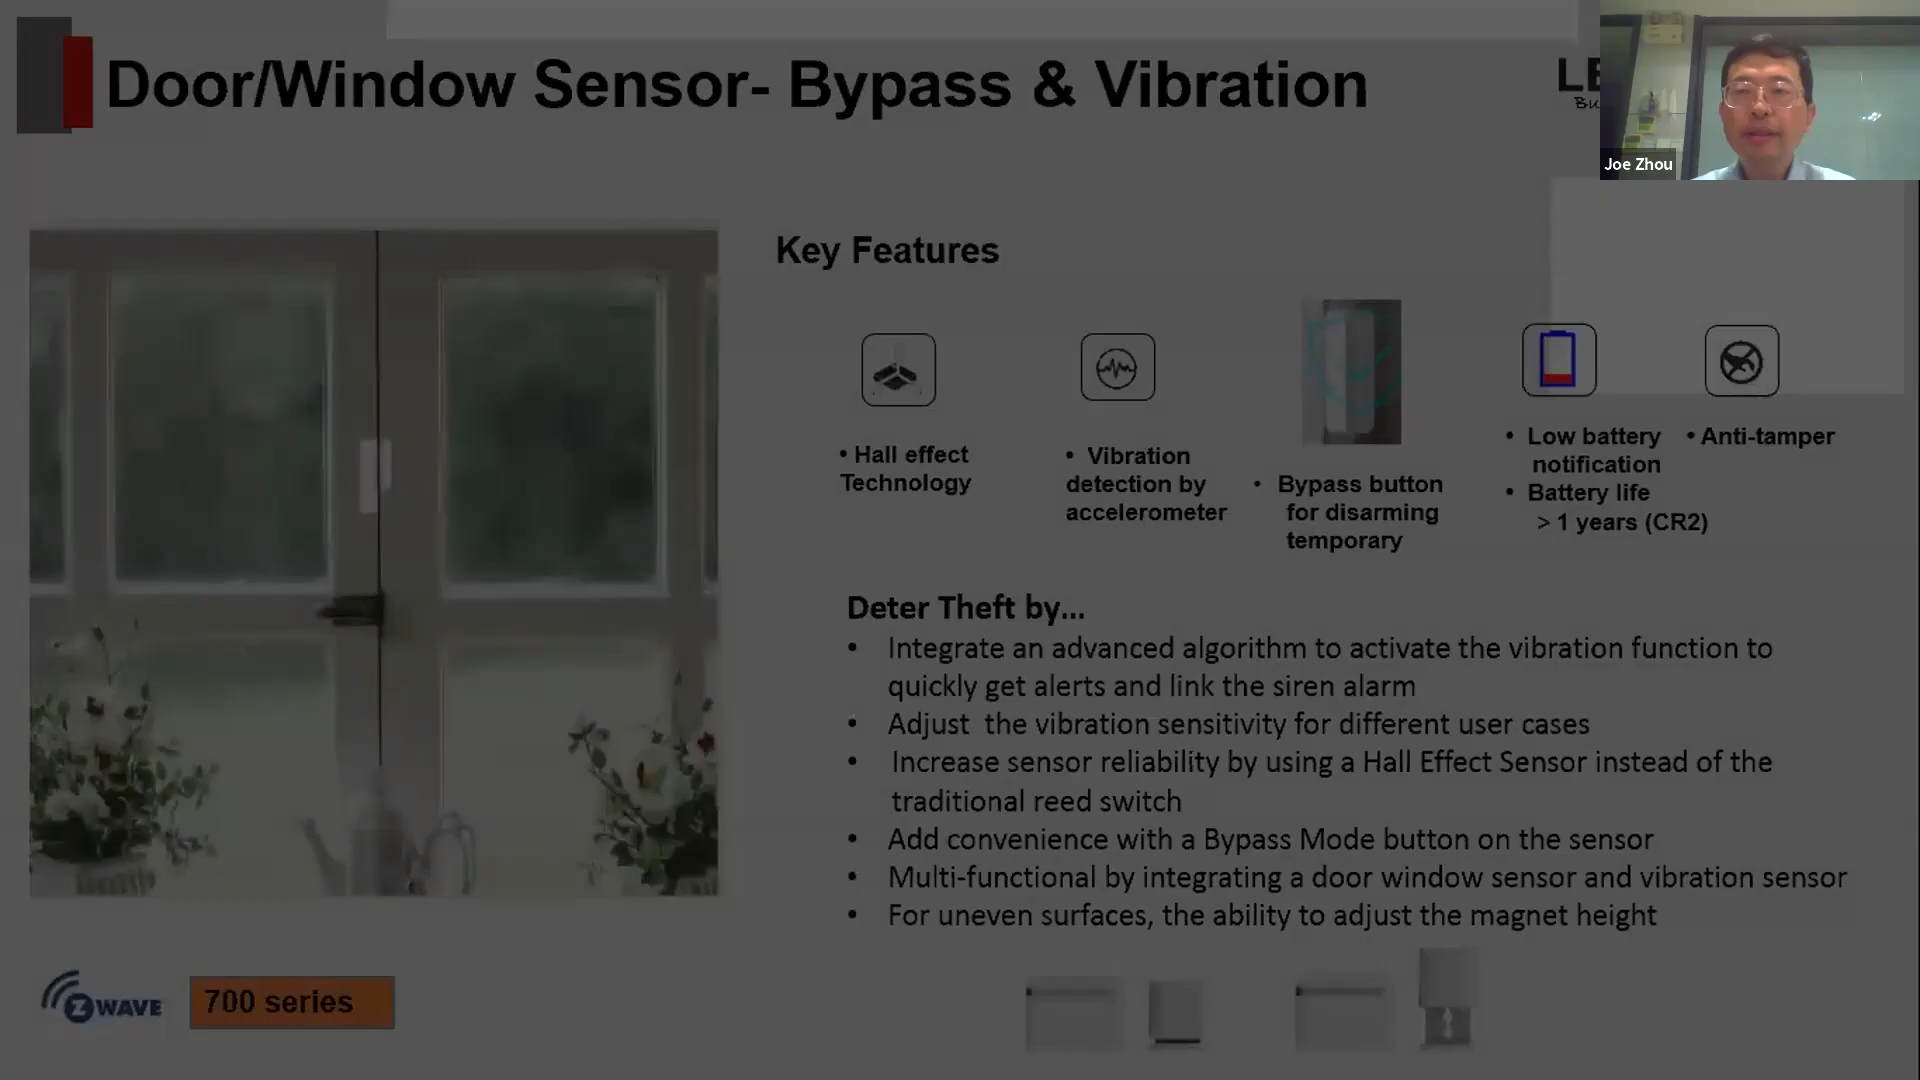 Door/Window Sensor- Bypass & Vibration
LE
Bu
Joe Zhou
Key Features
• Hall effect
Technology
• Vibration
detection by
accelerometer
• Bypass button
for disarming
temporary
• Low battery
notification
• Battery life
> 1 years (CR2)
• Anti-tamper
Deter Theft by...
• Integrate an advanced algorithm to activate the vibration function to
quickly get alerts and link the siren alarm
• Adjust the vibration sensitivity for different user cases
• Increase sensor reliability by using a Hall Effect Sensor instead of the
traditional reed switch
• Add convenience with a Bypass Mode button on the sensor
• Multi-functional by integrating a door window sensor and vibration sensor
• For uneven surfaces, the ability to adjust the magnet height
Z WAVE
700 series